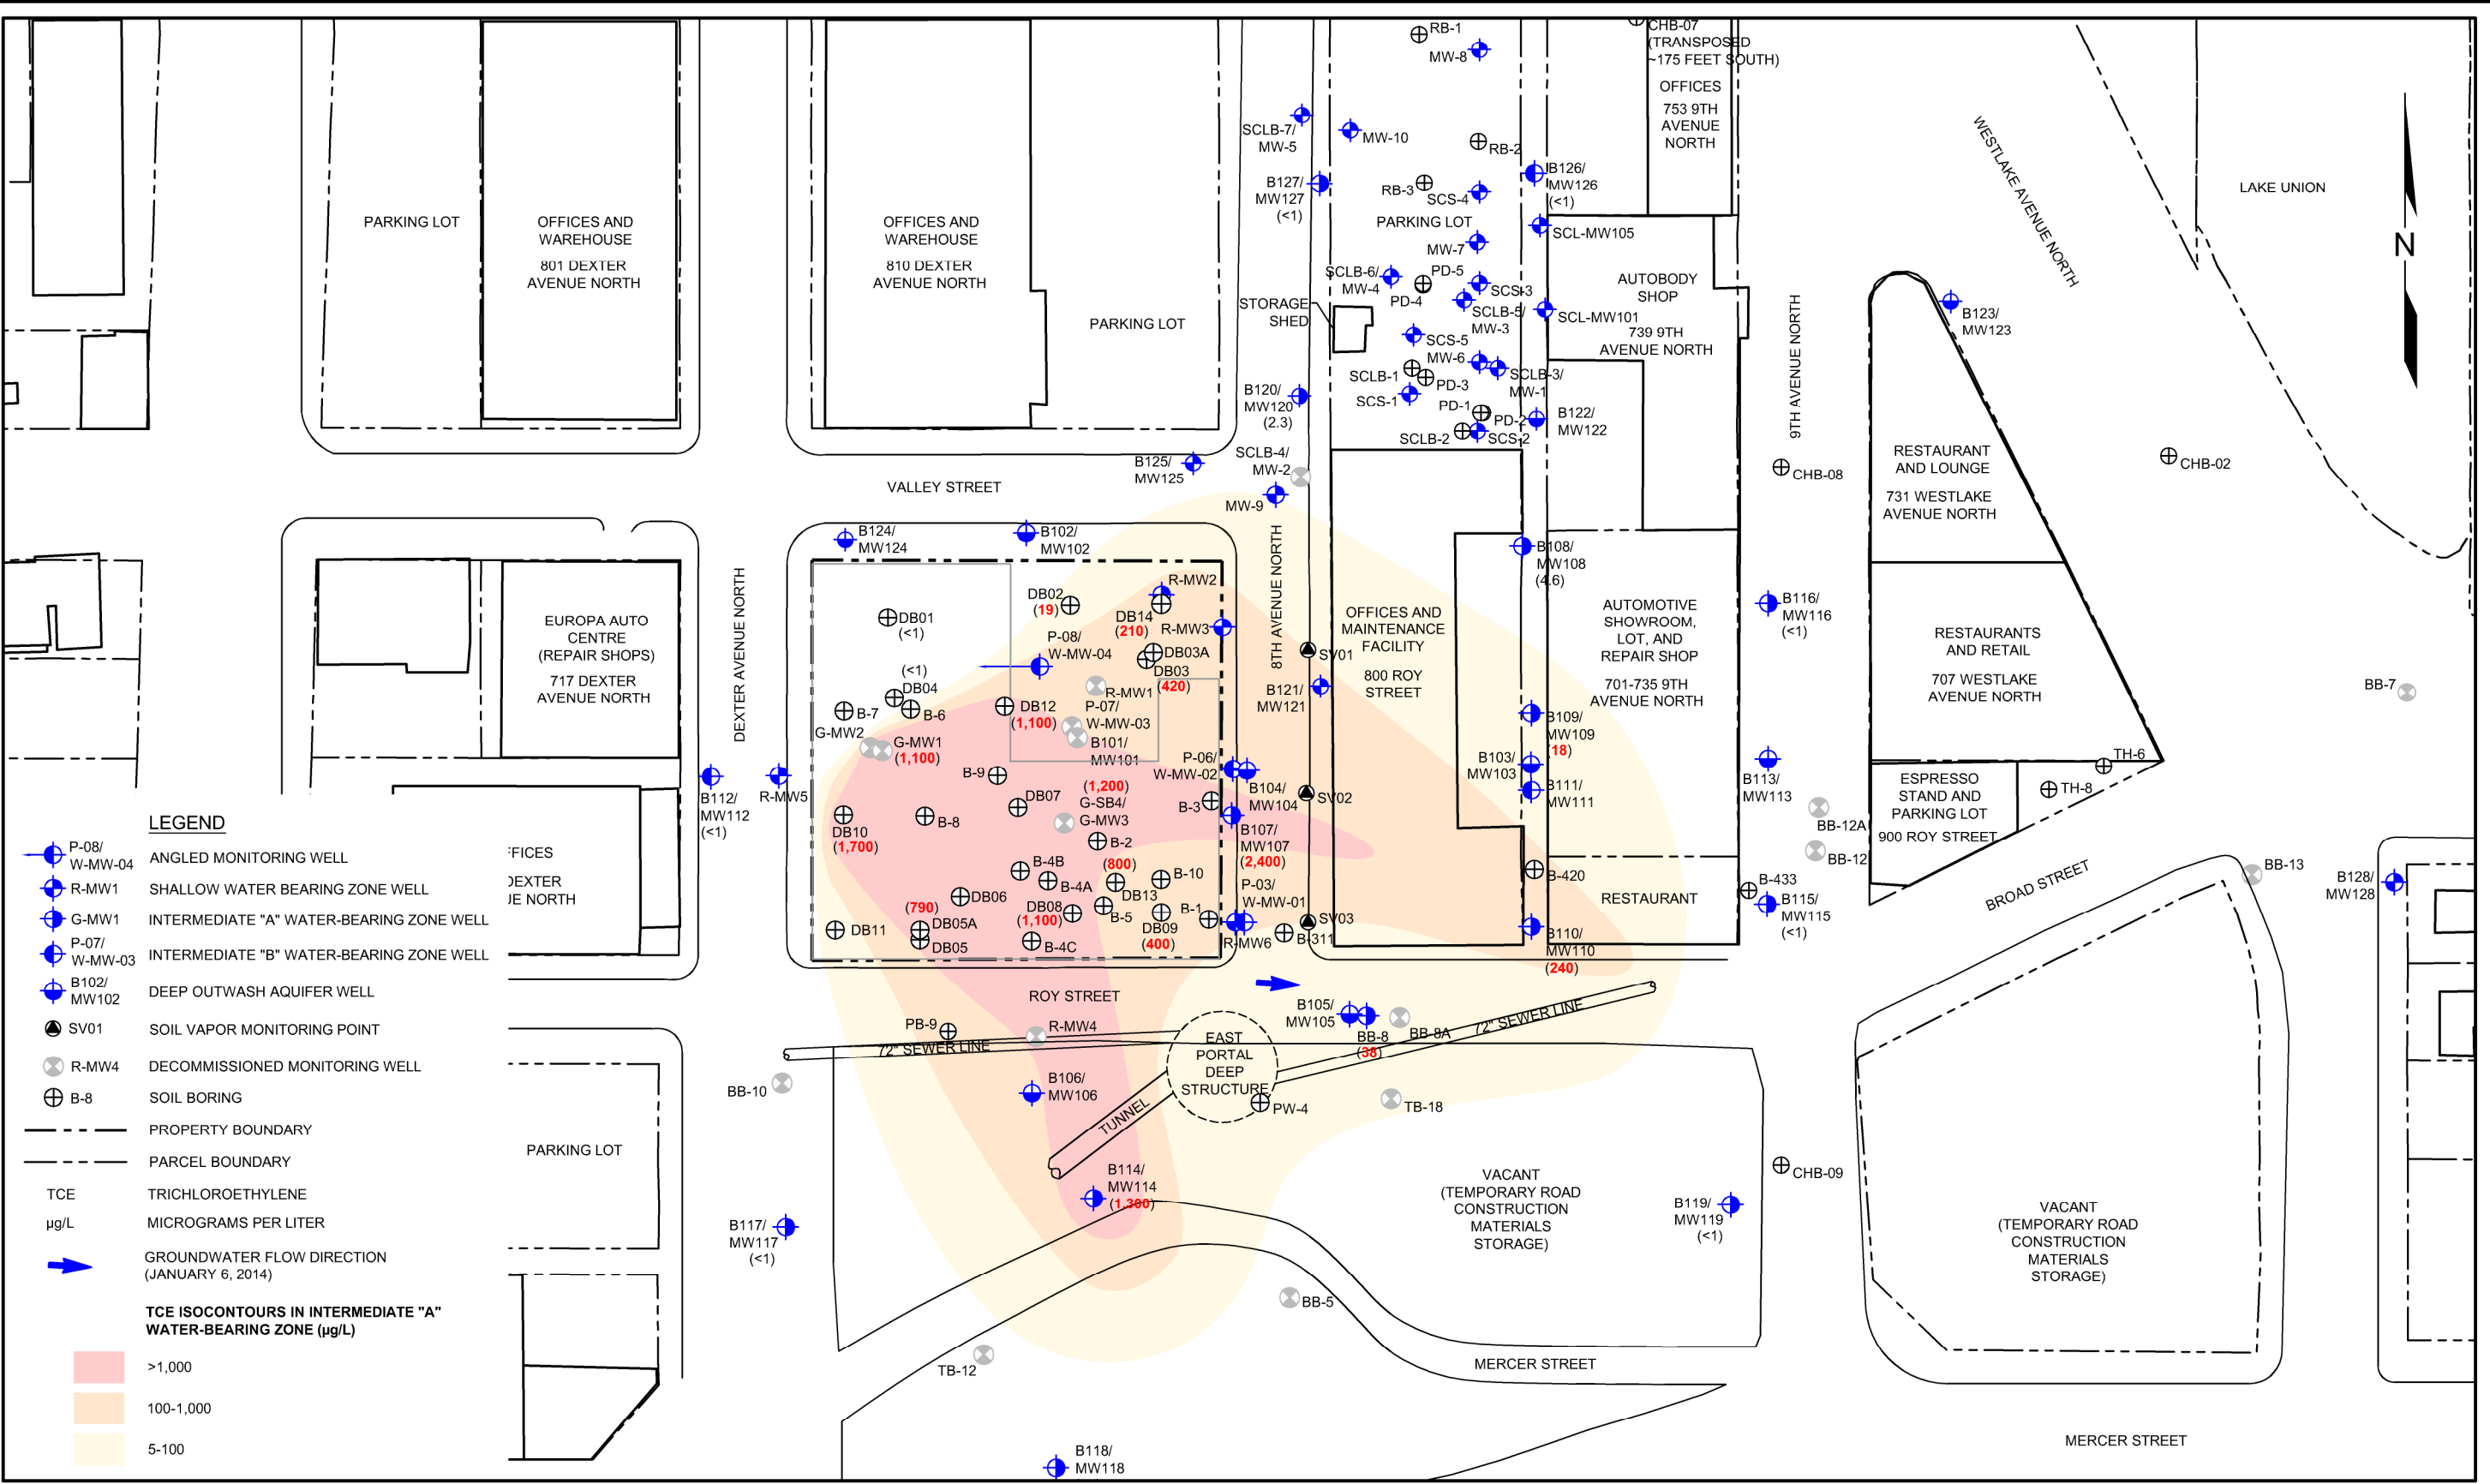 RB-1
MW-8
CHB-07
(TRANSPOSED
~175 FEET SOUTH)
OFFICES
753 9TH
AVENUE
NORTH
SCLB-7/
MW-5
MW-10
RB-2
B127/
MW127
(<1)
RB-3
SCS-4
B126/
MW126
(<1)
PARKING LOT
MW-7
SCL-MW105
SCLB-6/
MW-4
PD-5
PD-4
SCS-3
SCLB-5/
MW-3
SCL-MW101
STORAGE
SHED
AUTOBODY
SHOP
739 9TH
AVENUE NORTH
SCS-5
MW-6
SCLB-1
PD-3
SCLB-3/
MW-1
SCS-1
PD-1
PD-2
SCLB-2
SCS-2
B122/
MW122
B120/
MW120
(2.3)
SCLB-4/
MW-2
MW-9
B125/
MW125
PARKING LOT
OFFICES AND
WAREHOUSE
801 DEXTER
AVENUE NORTH
OFFICES AND
WAREHOUSE
810 DEXTER
AVENUE NORTH
PARKING LOT
VALLEY STREET
WESTLAKE AVENUE NORTH
LAKE UNION
N
9TH AVENUE NORTH
B123/
MW123
CHB-08
CHB-02
RESTAURANT
AND LOUNGE
731 WESTLAKE
AVENUE NORTH
RESTAURANTS
AND RETAIL
707 WESTLAKE
AVENUE NORTH
ESPRESSO
STAND AND
PARKING LOT
900 ROY STREET
TH-6
TH-8
BB-7
BB-12A
BB-12
BB-13
B128/
MW128
BROAD STREET
B124/
MW124
B102/
MW102
8TH AVENUE NORTH
B108/
MW108
(4.6)
B116/
MW116
(<1)
EUROPA AUTO
CENTRE
(REPAIR SHOPS)
717 DEXTER
AVENUE NORTH
DEXTER AVENUE NORTH
DB01
(<1)
DB02
(19)
R-MW2
DB14
(210)
R-MW3
P-08/
W-MW-04
DB03A
DB03
(420)
(<1)
DB04
B-7
B-6
DB12
(1,100)
R-MW1
P-07/
W-MW-03
B101/
MW101
G-MW2
G-MW1
(1,100)
B-9
(1,200)
G-SB4/
G-MW3
P-06/
W-MW-02
B104/
MW104
B-3
DB07
B-8
DB10
(1,700)
B-2
B107/
MW107
(2,400)
B-4B
B-4A
(800)
DB13
B-10
P-03/
W-MW-01
DB06
(790)
DB05A
DB05
DB08
(1,100)
B-5
B-1
DB09
(400)
B-4C
DB11
R-MW6
B-311
SV01
SV02
SV03
B121/
MW121
OFFICES AND
MAINTENANCE
FACILITY
800 ROY
STREET
AUTOMOTIVE
SHOWROOM,
LOT, AND
REPAIR SHOP
701-735 9TH
AVENUE NORTH
B109/
MW109
(18)
B103/
MW103
B111/
MW111
B113/
MW113
B-420
RESTAURANT
B-433
B115/
MW115
(<1)
B110/
MW110
(240)
B112/
MW112
(<1)
R-MW5
FFICES
DEXTER
UE NORTH
ROY STREET
PB-9
72" SEWER LINE
R-MW4
EAST
PORTAL
DEEP
STRUCTURE
B105/
MW105
BB-8
(38)
BB-8A
72" SEWER LINE
BB-10
B106/
MW106
TUNNEL
PW-4
TB-18
B114/
MW114
(1,300)
B117/
MW117
(<1)
BB-5
TB-12
PARKING LOT
VACANT
(TEMPORARY ROAD
CONSTRUCTION
MATERIALS
STORAGE)
B119/
MW119
(<1)
CHB-09
VACANT
(TEMPORARY ROAD
CONSTRUCTION
MATERIALS
STORAGE)
MERCER STREET
MERCER STREET
B118/
MW118
LEGEND
P-08/
W-MW-04
ANGLED MONITORING WELL
R-MW1
SHALLOW WATER BEARING ZONE WELL
G-MW1
INTERMEDIATE "A" WATER-BEARING ZONE WELL
P-07/
W-MW-03
INTERMEDIATE "B" WATER-BEARING ZONE WELL
B102/
MW102
DEEP OUTWASH AQUIFER WELL
SV01
SOIL VAPOR MONITORING POINT
R-MW4
DECOMMISSIONED MONITORING WELL
B-8
SOIL BORING
PROPERTY BOUNDARY
PARCEL BOUNDARY
TCE
TRICHLOROETHYLENE
µg/L
MICROGRAMS PER LITER
GROUNDWATER FLOW DIRECTION
(JANUARY 6, 2014)
TCE ISOCONTOURS IN INTERMEDIATE "A"
WATER-BEARING ZONE (µg/L)
>1,000
100-1,000
5-100